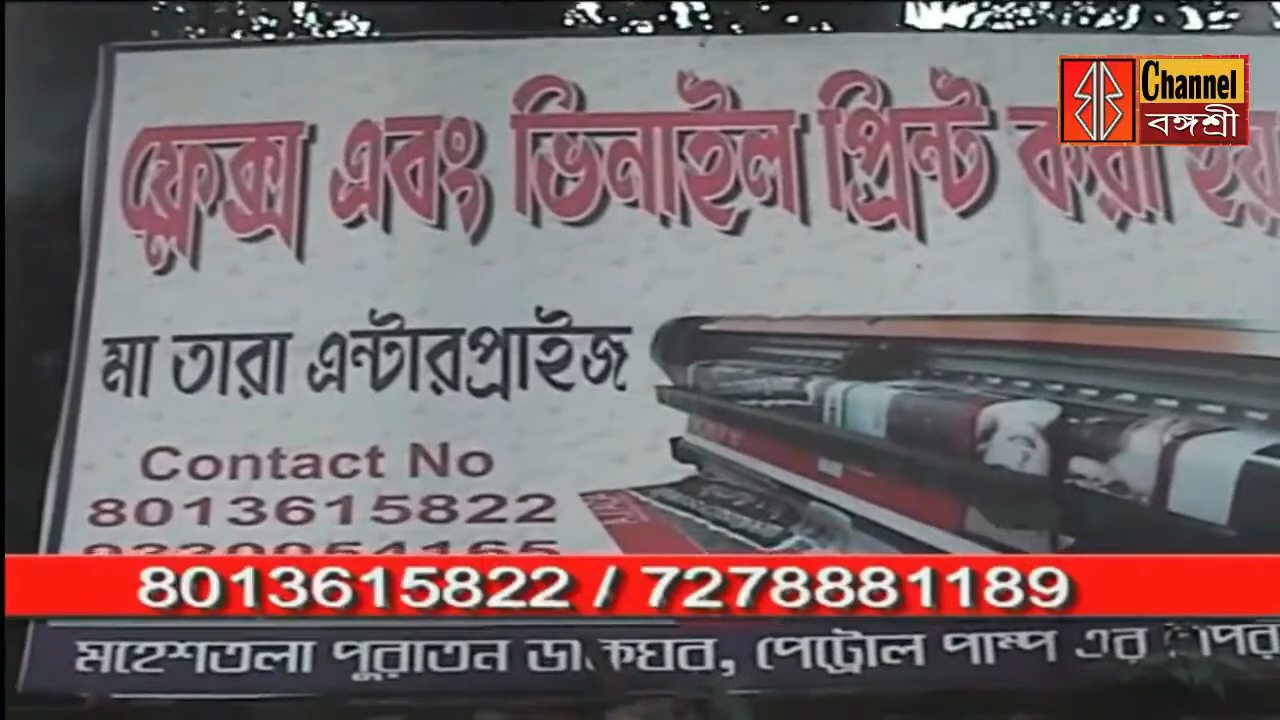 Channel
বঙ্গশ্রী
ফ্লেক্স এবং ভিনাইল প্রিন্ট করা হয়
মা তারা এন্টারপ্রাইজ
Contact No
8013615822
8013615822 / 7278881189
মহেশতলা পুরাতন ডাকঘর, পেট্রোল পাম্প এর